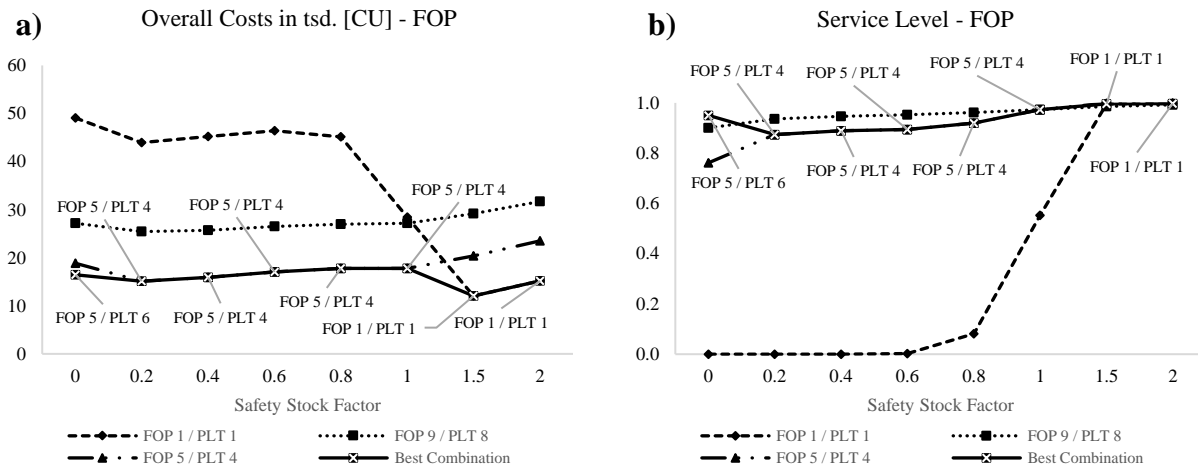 a)
Overall Costs in tsd. [CU] - FOP
60
50
40
30
20
10
0
FOP 5 / PLT 4
FOP 5 / PLT 4
FOP 5 / PLT 4
FOP 5 / PLT 6
FOP 5 / PLT 4
FOP 5 / PLT 4
FOP 1 / PLT 1
FOP 1 / PLT 1
0 0.2 0.4 0.6 0.8 1 1.5 2
Safety Stock Factor
FOP 1 / PLT 1 FOP 9 / PLT 8
FOP 5 / PLT 4 Best Combination
b)
Service Level - FOP
FOP 5 / PLT 4
FOP 5 / PLT 4
FOP 5 / PLT 4
FOP 1 / PLT 1
1.0
0.8
0.6
0.4
0.2
0.0
FOP 5 / PLT 6
FOP 5 / PLT 4
FOP 5 / PLT 4
FOP 1 / PLT 1
0 0.2 0.4 0.6 0.8 1 1.5 2
Safety Stock Factor
FOP 1 / PLT 1 FOP 9 / PLT 8
FOP 5 / PLT 4 Best Combination